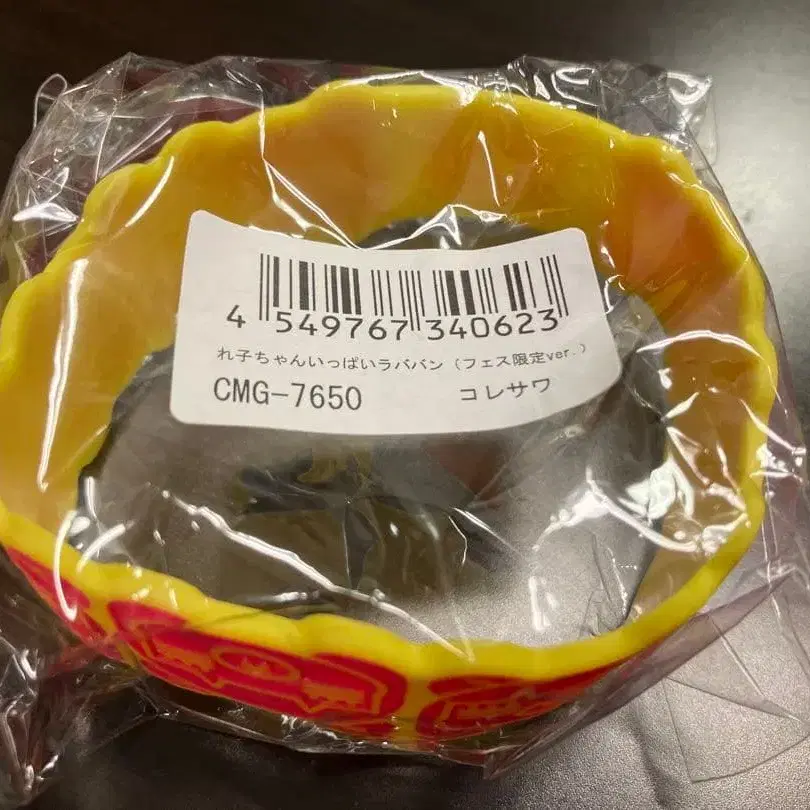 4 549767 340623
れ子ちゃんいっぱいラババン (フェス限定ver.)
CMG-7650 コレサワ